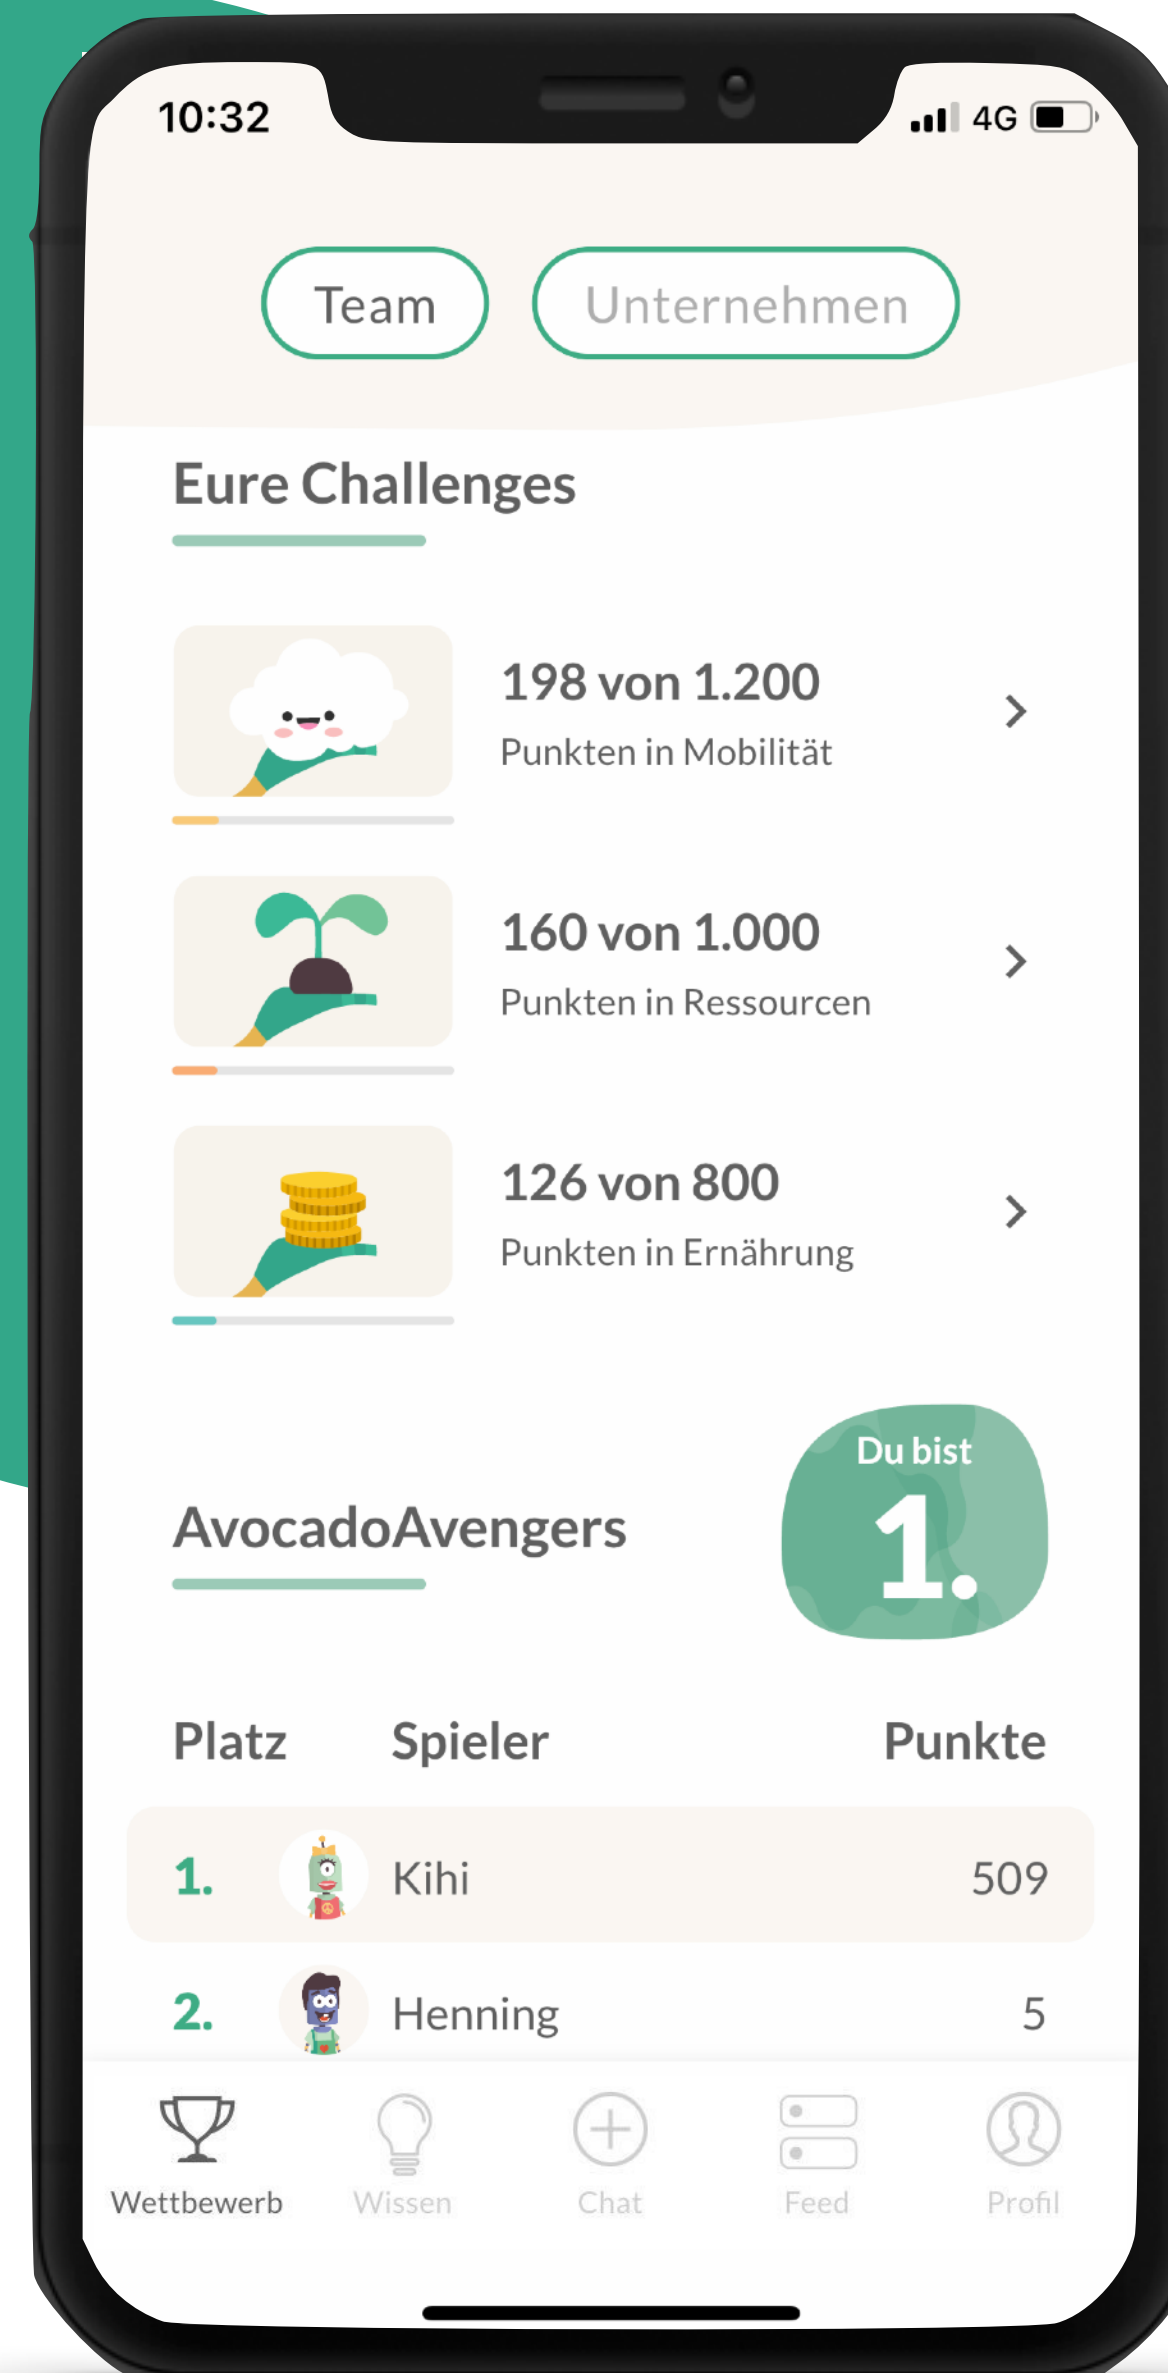 10:32
4G
Team
Unternehmen
Eure Challenges
198 von 1.200
Punkten in Mobilität
160 von 1.000
Punkten in Ressourcen
126 von 800
Punkten in Ernährung
Du bist
1.
AvocadoAvengers
Platz Spieler Punkte
1. Kihi 509
2. Henning 5
Wettbewerb Wissen Chat Feed Profil